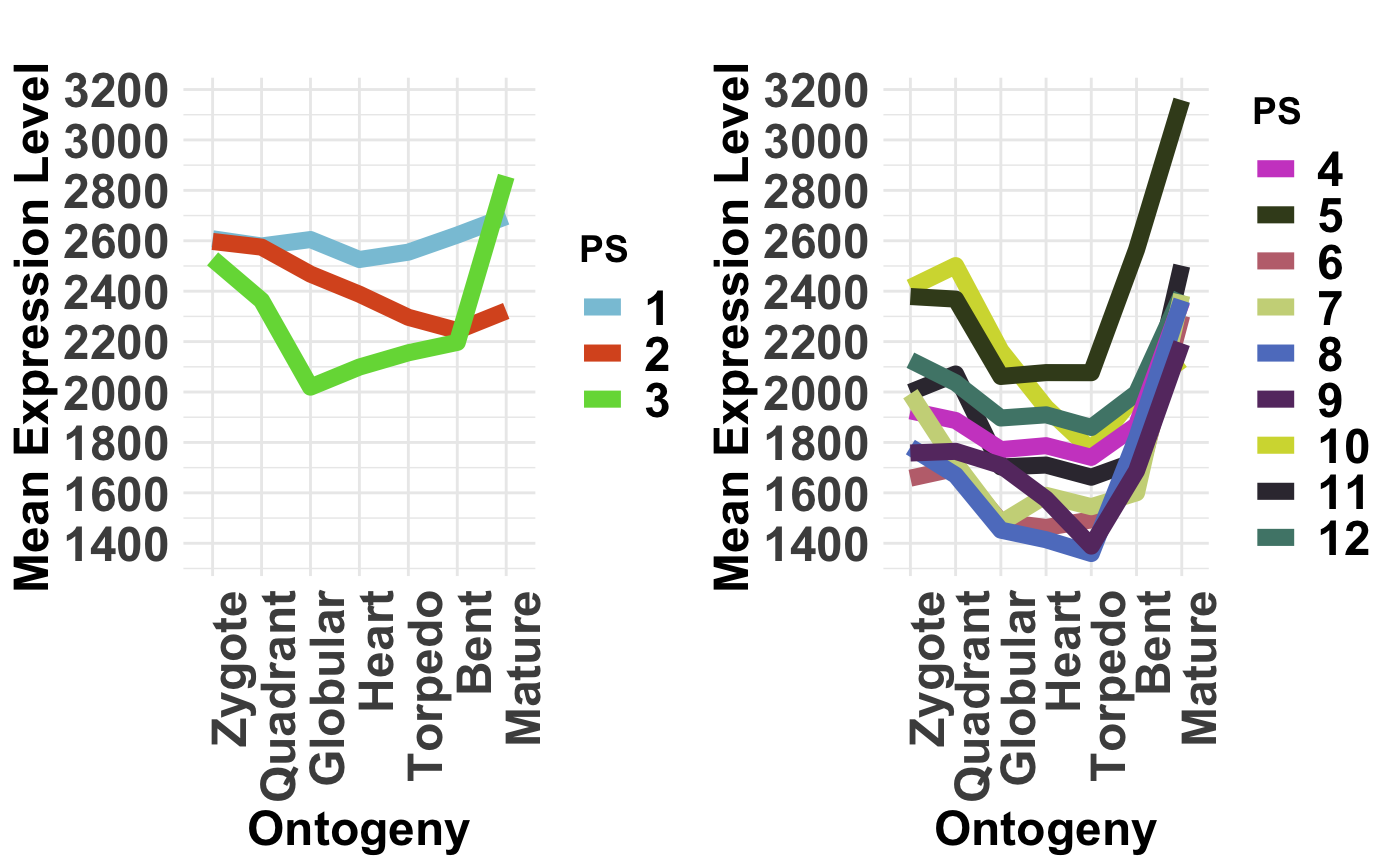 Mean Expression Level
3200
3000
2800
2600
2400
2200
2000
1800
1600
1400
Zygote
Quadrant
Globular
Heart
Torpedo
Bent
Mature
Ontogeny
PS
1
2
3
Mean Expression Level
3200
3000
2800
2600
2400
2200
2000
1800
1600
1400
Zygote
Quadrant
Globular
Heart
Torpedo
Bent
Mature
Ontogeny
PS
4
5
6
7
8
9
10
11
12